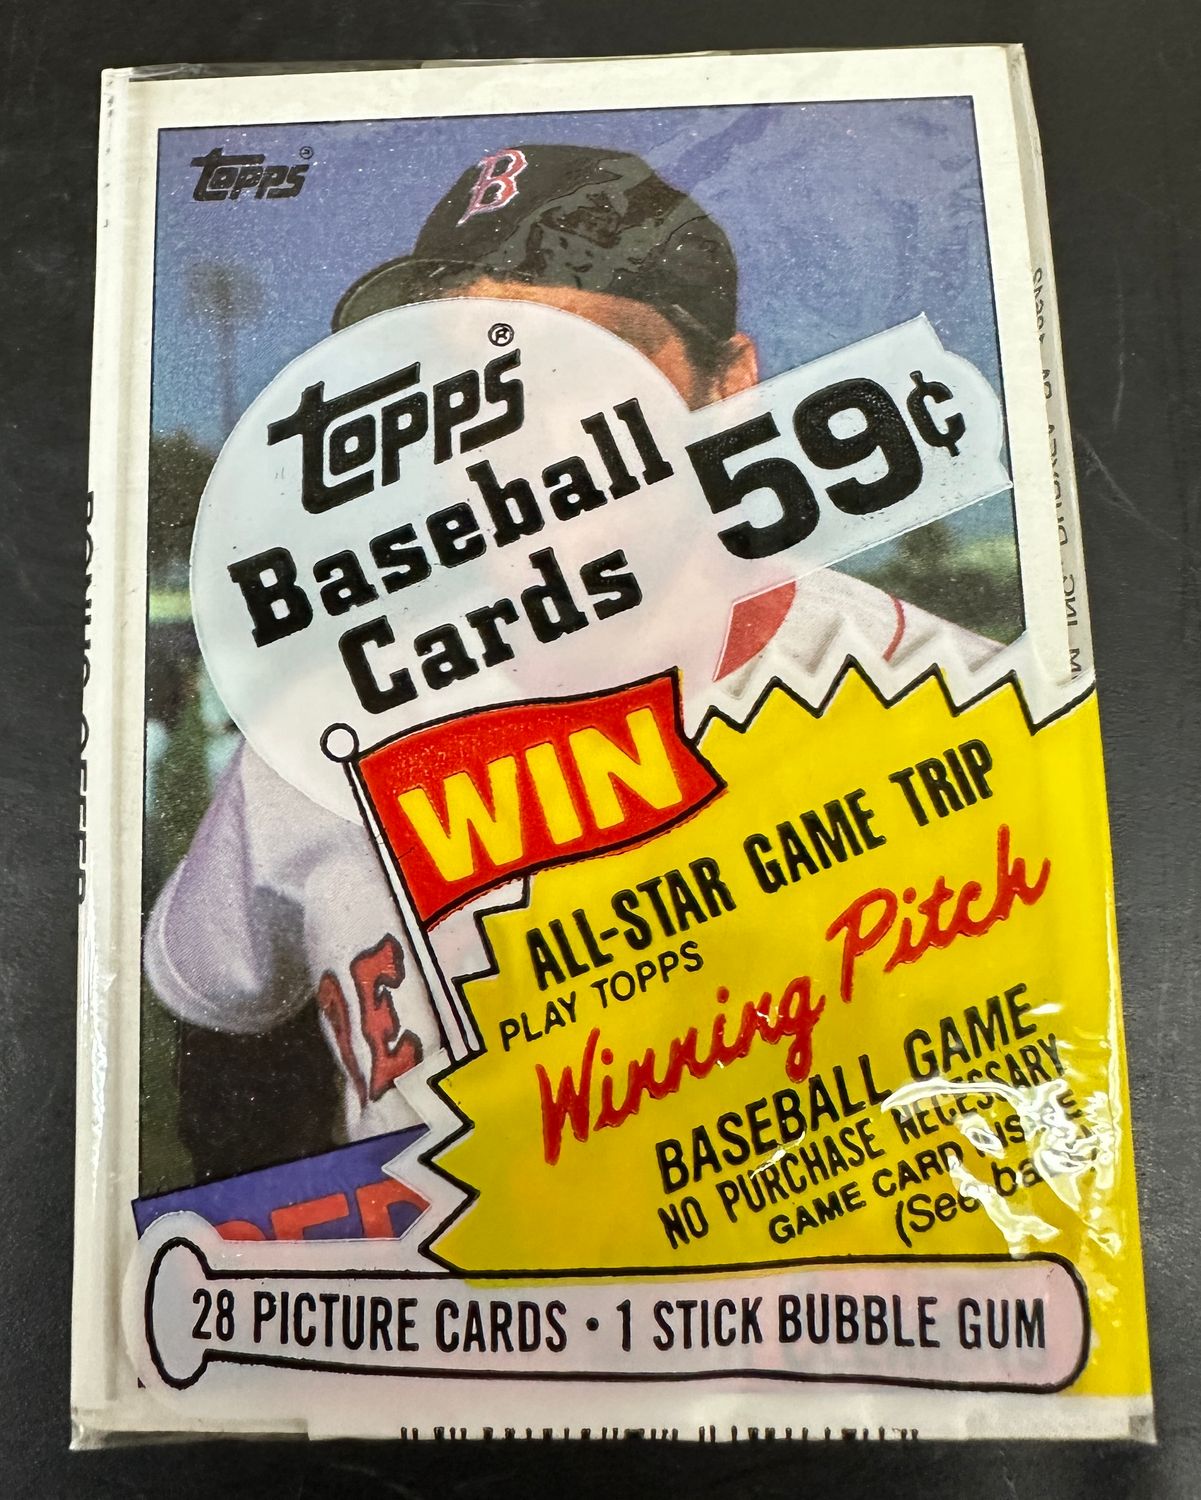 Topps®
B
Topps®
Baseball
Cards
59¢
WIN
ALL-STAR GAME TRIP
PLAY TOPPS
Winning Pitch
BASEBALL GAME
NO PURCHASE NECESSARY
GAME CARD
(See
RED
28 PICTURE CARDS • 1 STICK BUBBLE GUM